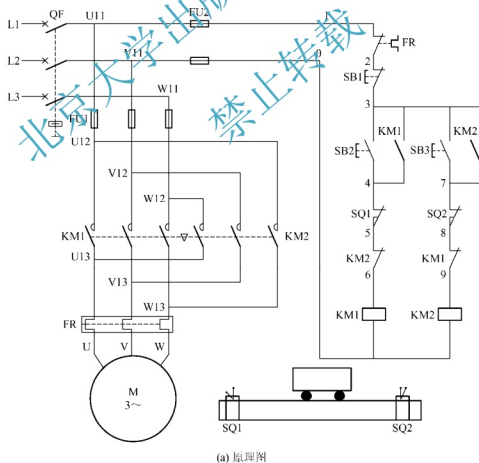 L1
QF
U11
FU2
1
L2
V11
0
L3
W11
2
FR
SB1
3
FU1
U12
V12
W12
KM1
KM2
U13
V13
W13
FR
U
V
W
M
3~
SB2
KM1
SB3
KM2
4
7
SQ1
SQ2
5
8
KM2
KM1
6
9
KM1
KM2
SQ1
SQ2
(a) 原理图
北京大学出版
禁止转载